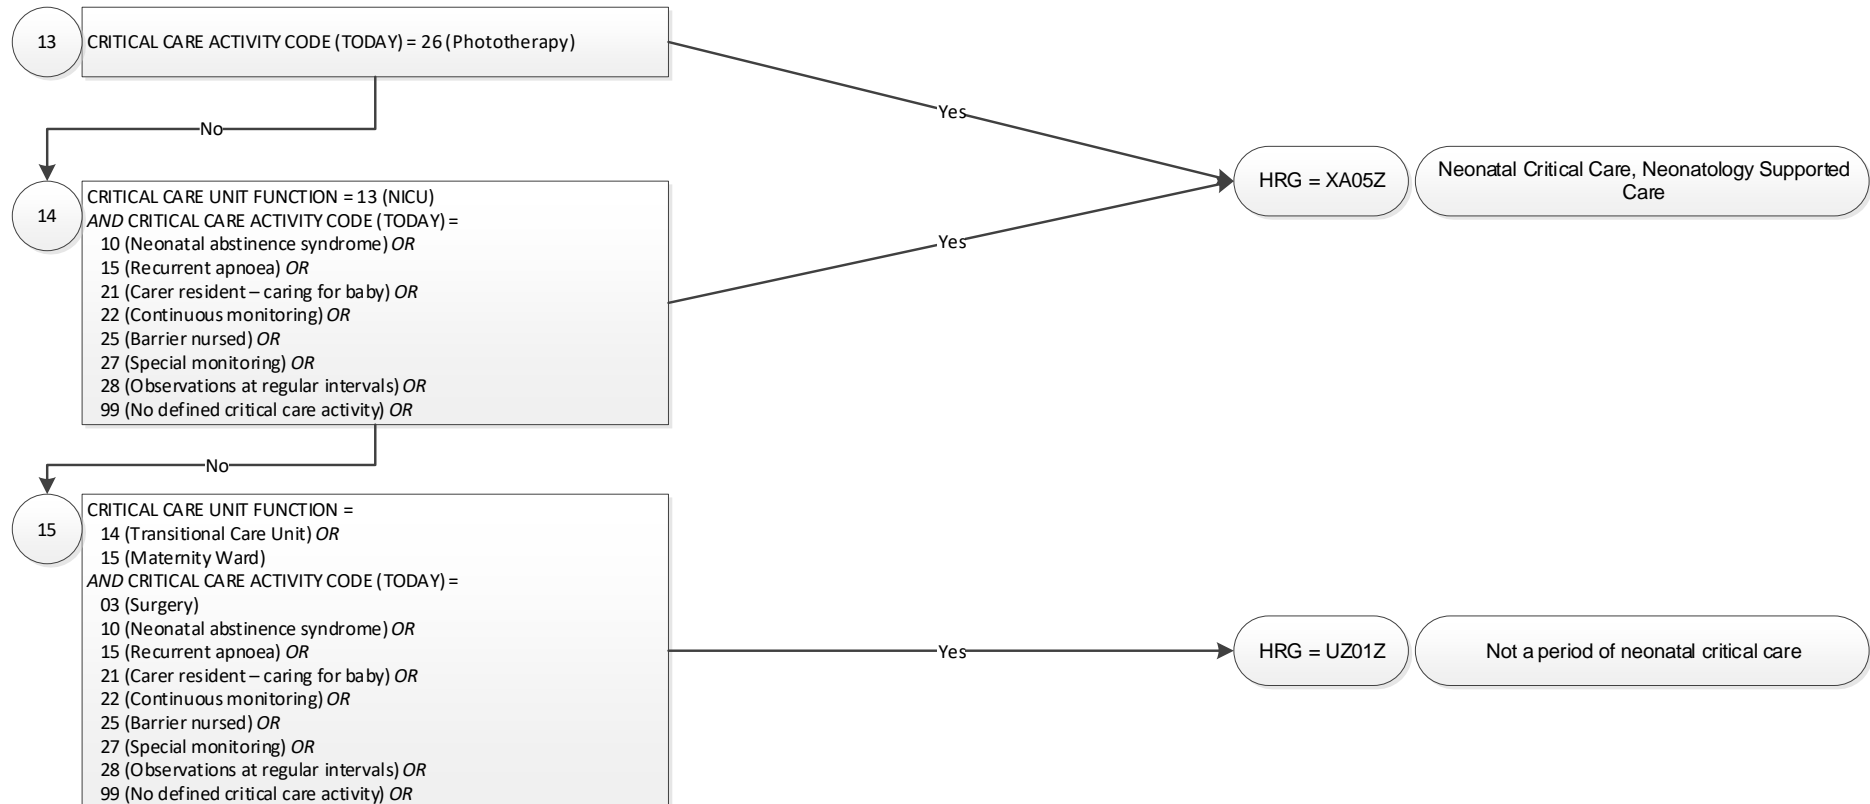 13
CRITICAL CARE ACTIVITY CODE (TODAY) = 26 (Phototherapy)
Yes
No
HRG = XA05Z
Neonatal Critical Care, Neonatology Supported
Care
14
CRITICAL CARE UNIT FUNCTION = 13 (NICU)
AND CRITICAL CARE ACTIVITY CODE (TODAY) =
10 (Neonatal abstinence syndrome) OR
15 (Recurrent apnoea) OR
21 (Carer resident – caring for baby) OR
22 (Continuous monitoring) OR
25 (Barrier nursed) OR
27 (Special monitoring) OR
28 (Observations at regular intervals) OR
99 (No defined critical care activity) OR
Yes
No
15
CRITICAL CARE UNIT FUNCTION =
14 (Transitional Care Unit) OR
15 (Maternity Ward)
AND CRITICAL CARE ACTIVITY CODE (TODAY) =
03 (Surgery)
10 (Neonatal abstinence syndrome) OR
15 (Recurrent apnoea) OR
21 (Carer resident – caring for baby) OR
22 (Continuous monitoring) OR
25 (Barrier nursed) OR
27 (Special monitoring) OR
28 (Observations at regular intervals) OR
99 (No defined critical care activity) OR
Yes
HRG = UZ01Z
Not a period of neonatal critical care